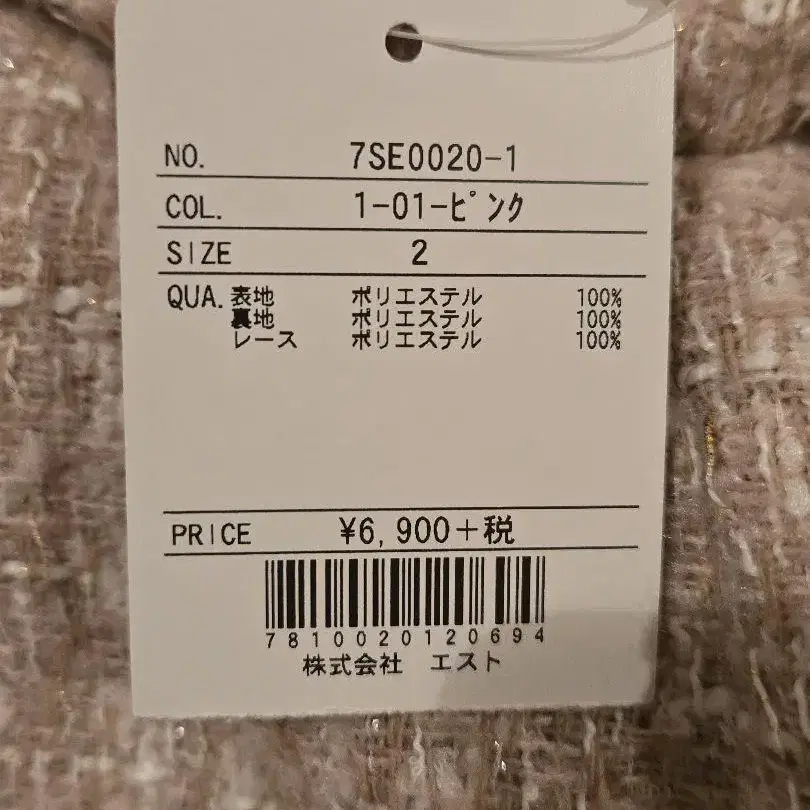 NO. 7SE0020-1
COL. 1-01-ﾋﾟﾝｸ
SIZE 2
QUA. 表地 ポリエステル 100%
裏地 ポリエステル 100%
レース ポリエステル 100%
PRICE ¥6,900+税
7810020120694
株式会社 エスト